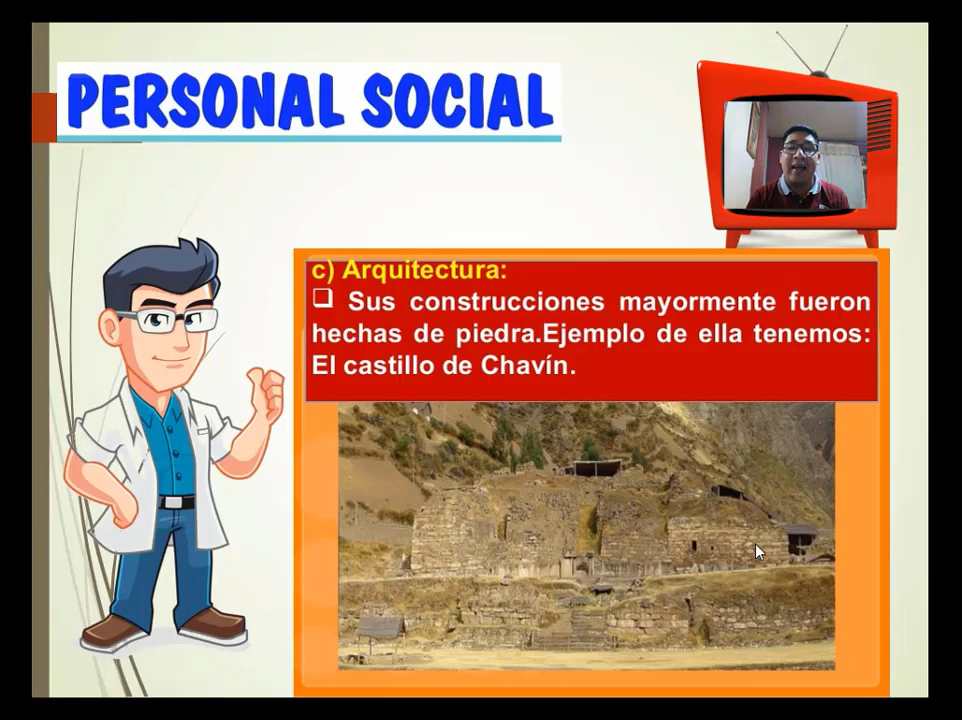 PERSONAL SOCIAL
c) Arquitectura:
❑ Sus construcciones mayormente fueron
hechas de piedra.Ejemplo de ella tenemos:
El castillo de Chavín.